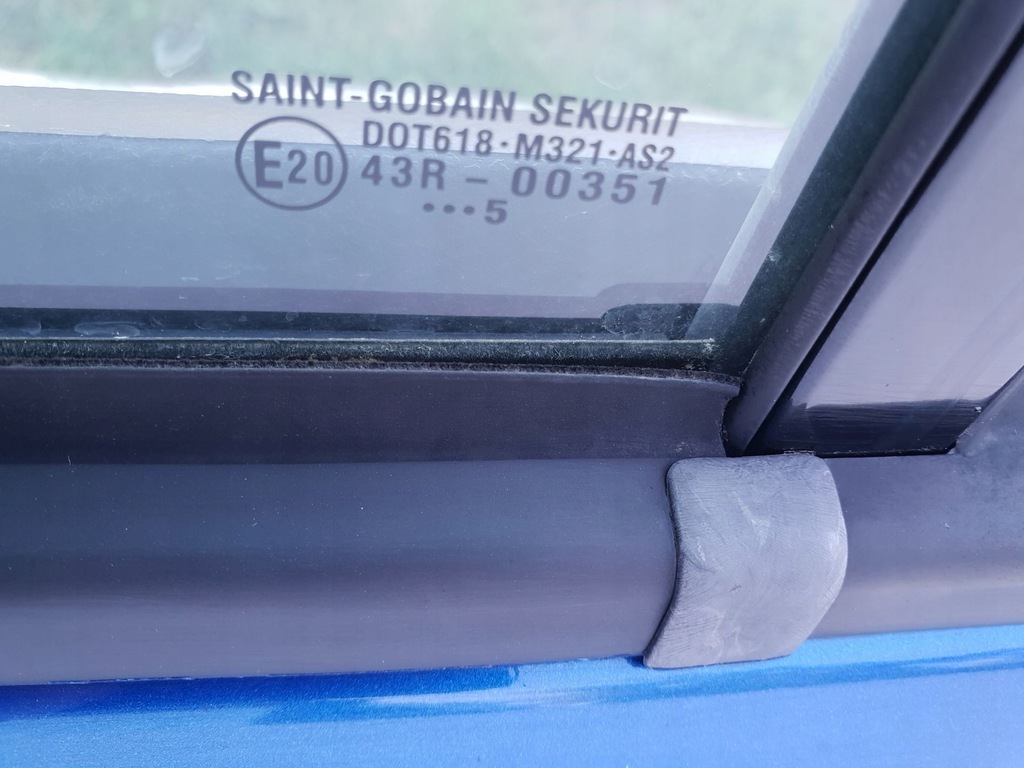 SAINT-GOBAIN SEKURIT
DOT618·M321·AS2
E20 43R - 00351
•••5